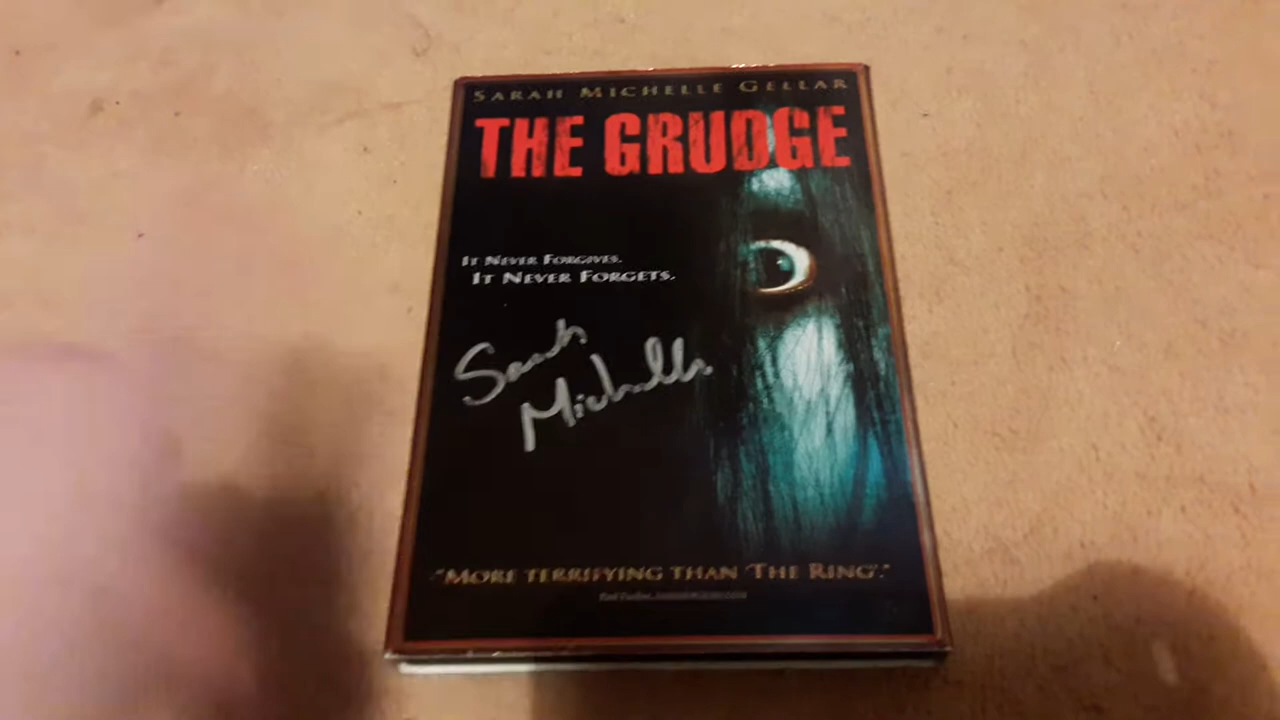 SARAH MICHELLE GELLAR
THE GRUDGE
IT NEVER FORGIVES.
IT NEVER FORGETS.
Sarah
Michelle
"MORE TERRIFYING THAN 'THE RING'."